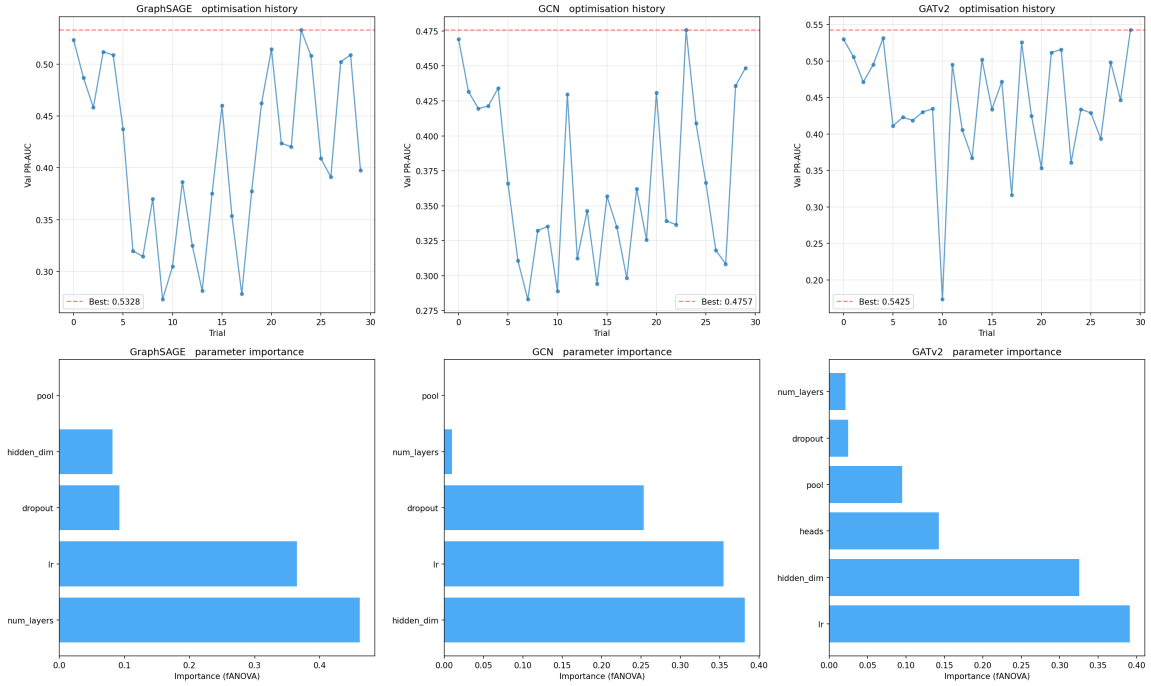 GraphSAGE   optimisation history
0.50
0.45
0.40
0.35
0.30
Val PR-AUC
Best: 0.5328
0
5
10
15
20
25
30
Trial
GCN   optimisation history
0.475
0.450
0.425
0.400
0.375
0.350
0.325
0.300
0.275
Val PR-AUC
Best: 0.4757
0
5
10
15
20
25
30
Trial
GATv2   optimisation history
0.55
0.50
0.45
0.40
0.35
0.30
0.25
0.20
Val PR-AUC
Best: 0.5425
0
5
10
15
20
25
30
Trial
GraphSAGE   parameter importance
pool
hidden_dim
dropout
lr
num_layers
0.0
0.1
0.2
0.3
0.4
Importance (fANOVA)
GCN   parameter importance
pool
num_layers
dropout
lr
hidden_dim
0.00
0.05
0.10
0.15
0.20
0.25
0.30
0.35
0.40
Importance (fANOVA)
GATv2   parameter importance
num_layers
dropout
pool
heads
hidden_dim
lr
0.00
0.05
0.10
0.15
0.20
0.25
0.30
0.35
0.40
Importance (fANOVA)